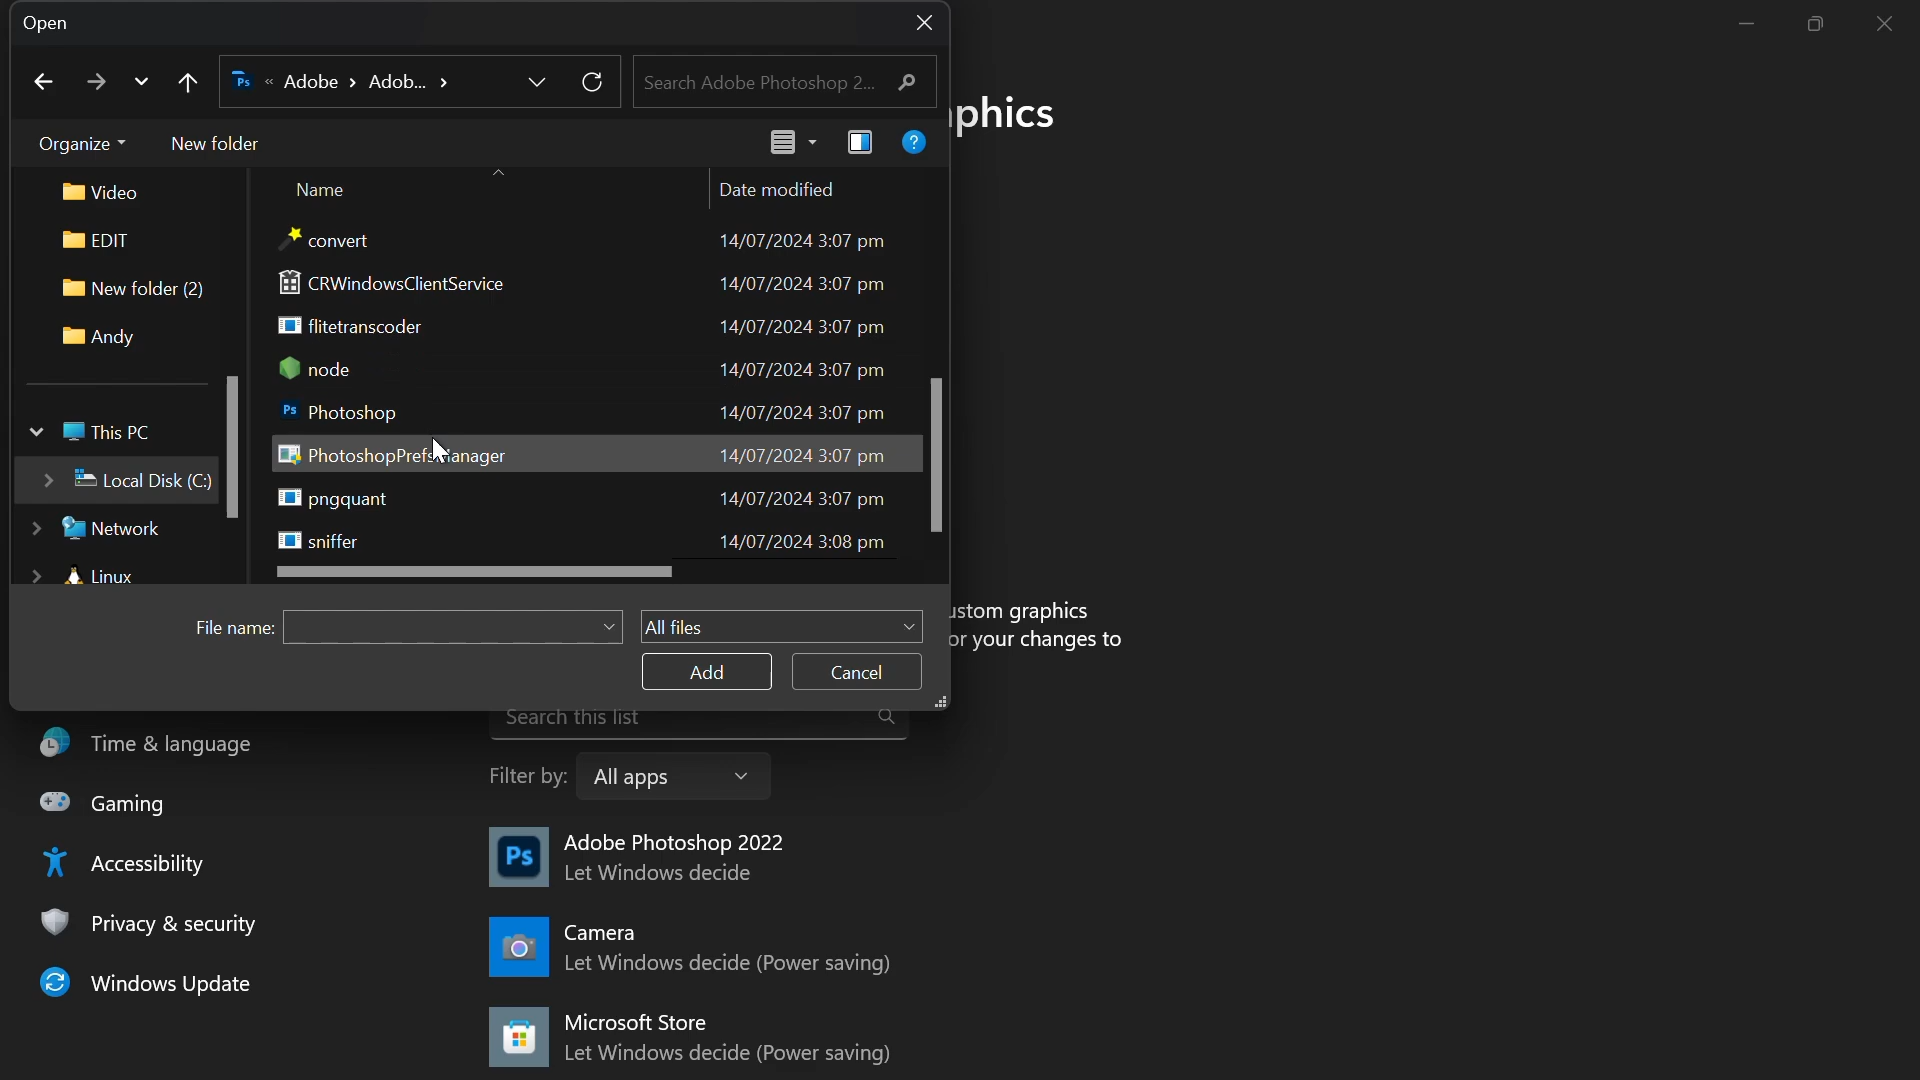 Open
« Adobe › Adob... ›
Search Adobe Photoshop 2...
Organize
New folder
?
Video
EDIT
New folder (2)
Andy
This PC
Local Disk (C:)
Network
Linux
Name
Date modified
convert 14/07/2024 3:07 pm
CRWindowsClientService 14/07/2024 3:07 pm
flitetranscoder 14/07/2024 3:07 pm
node 14/07/2024 3:07 pm
Ps Photoshop 14/07/2024 3:07 pm
14/07/2024 3:07 pm
pngquant 14/07/2024 3:07 pm
sniffer 14/07/2024 3:08 pm
File name:
All files
Add
Cancel
phics
ustom graphics
or your changes to
Time & language
Gaming
Accessibility
Privacy & security
Windows Update
Search this list
Filter by: All apps
Ps
Adobe Photoshop 2022
Let Windows decide
Camera
Let Windows decide (Power saving)
Microsoft Store
Let Windows decide (Power saving)